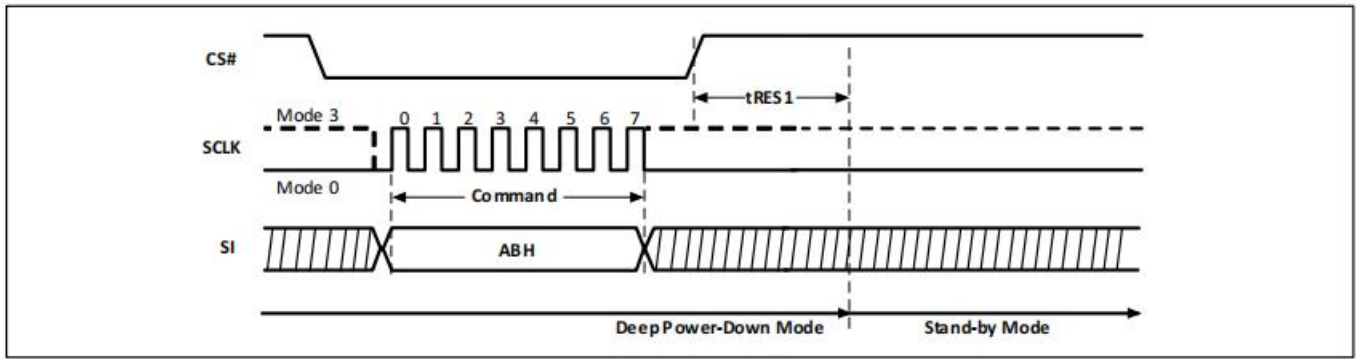 CS#
tRES1
Mode 3
0 1 2 3 4 5 6 7
SCLK
Mode 0
Command
SI
ABH
Deep Power-Down Mode
Stand-by Mode